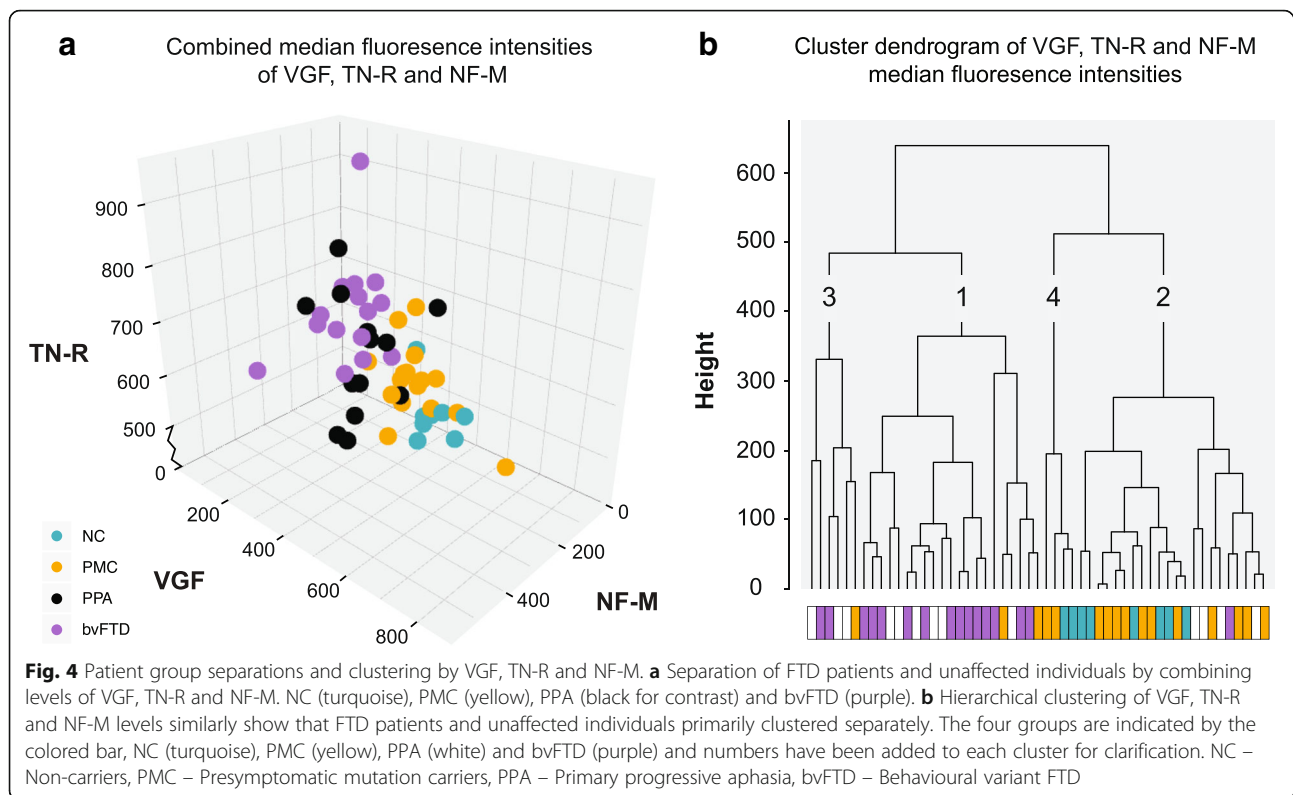 a
Combined median fluoresence intensities
of VGF, TN-R and NF-M
900
800
700
600
500
0
TN-R
200
400
600
800
VGF
0
200
400
NF-M
NC
PMC
PPA
bvFTD
b
Cluster dendrogram of VGF, TN-R and NF-M
median fluoresence intensities
600
500
400
300
200
100
0
Height
3
1
4
2
Fig. 4 Patient group separations and clustering by VGF, TN-R and NF-M. a Separation of FTD patients and unaffected individuals by combining
levels of VGF, TN-R and NF-M. NC (turquoise), PMC (yellow), PPA (black for contrast) and bvFTD (purple). b Hierarchical clustering of VGF, TN-R
and NF-M levels similarly show that FTD patients and unaffected individuals primarily clustered separately. The four groups are indicated by the
colored bar, NC (turquoise), PMC (yellow), PPA (white) and bvFTD (purple) and numbers have been added to each cluster for clarification. NC –
Non-carriers, PMC – Presymptomatic mutation carriers, PPA – Primary progressive aphasia, bvFTD – Behavioural variant FTD